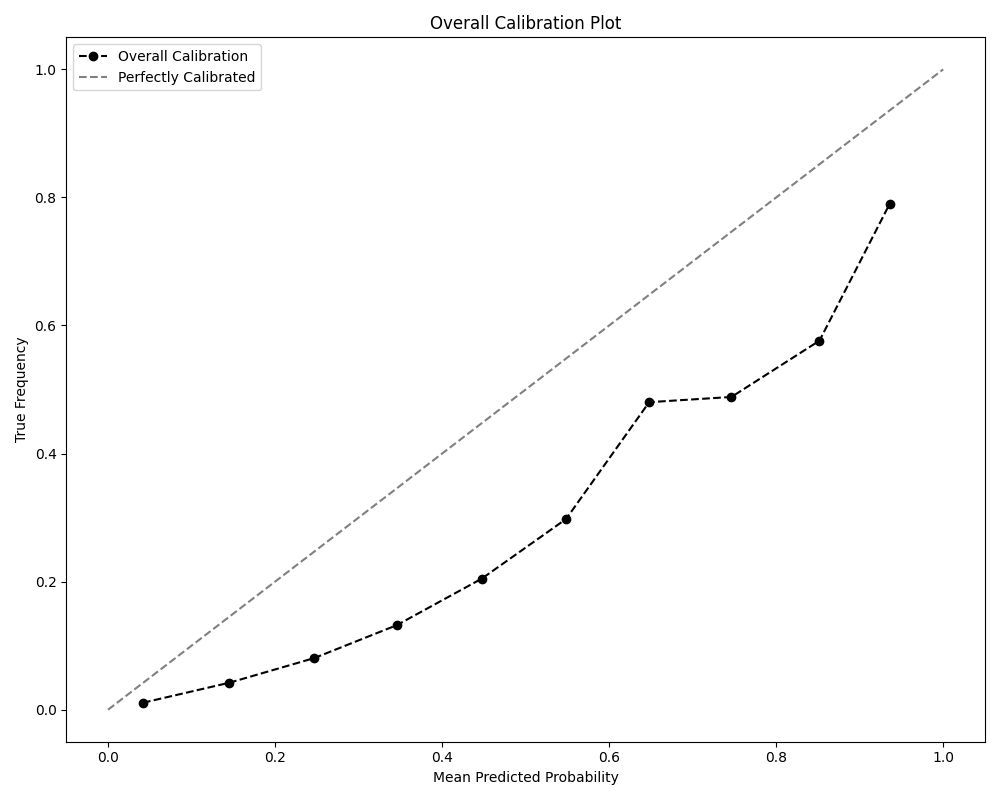 Overall Calibration Plot
Overall Calibration
Perfectly Calibrated
1.0
0.8
0.6
0.4
0.2
0.0
True Frequency
0.0 0.2 0.4 0.6 0.8 1.0
Mean Predicted Probability